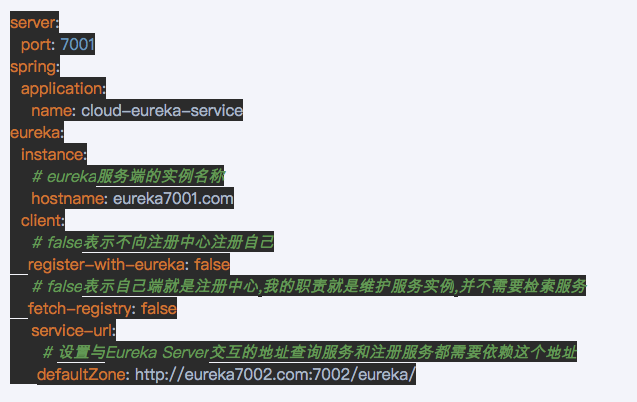 server:
port: 7001
spring:
application:
name: cloud-eureka-service
eureka:
instance:
# eureka服务端的实例名称
hostname: eureka7001.com
client:
# false表示不向注册中心注册自己
register-with-eureka: false
# false表示自己端就是注册中心,我的职责就是维护服务实例,并不需要检索服务
fetch-registry: false
service-url:
# 设置与Eureka Server交互的地址查询服务和注册服务都需要依赖这个地址
defaultZone: http://eureka7002.com:7002/eureka/